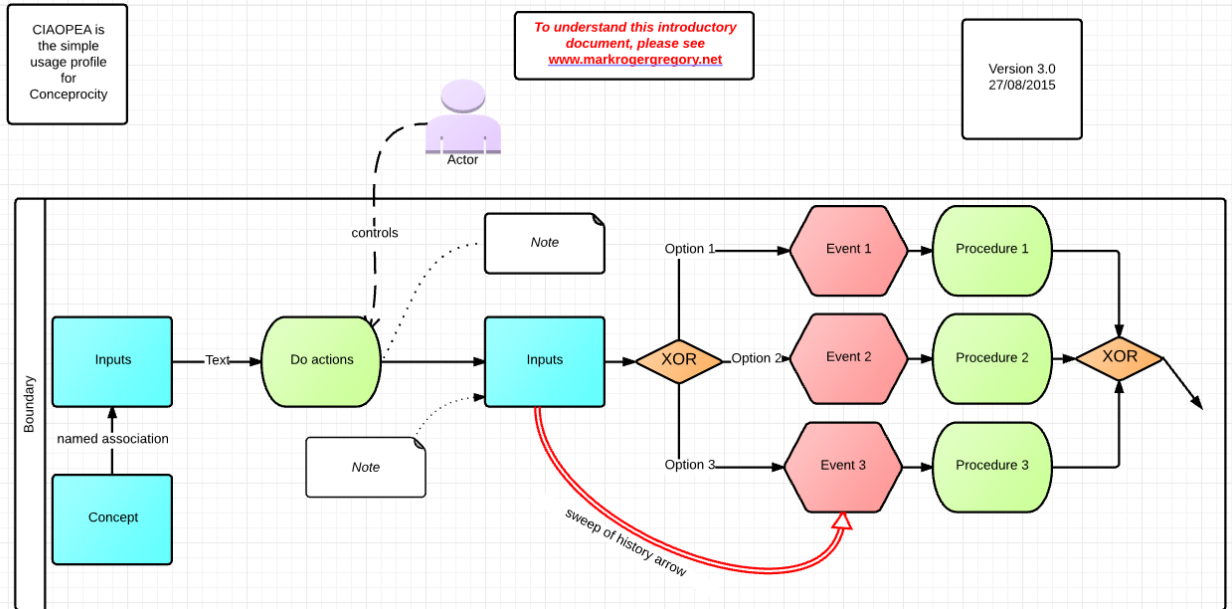 CIAOPEA is
the simple
usage profile
for
Conceprocity
To understand this introductory
document, please see
www.markrogergregory.net
Version 3.0
27/08/2015
Actor
controls
Note
Option 1
Event 1
Procedure 1
Inputs
Text
Do actions
Inputs
XOR
Option 2
Event 2
Procedure 2
XOR
Boundary
named association
Note
Option 3
Event 3
Procedure 3
Concept
sweep of history arrow